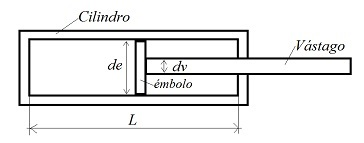 Cilindro
Vástago
de
dv
émbolo
L